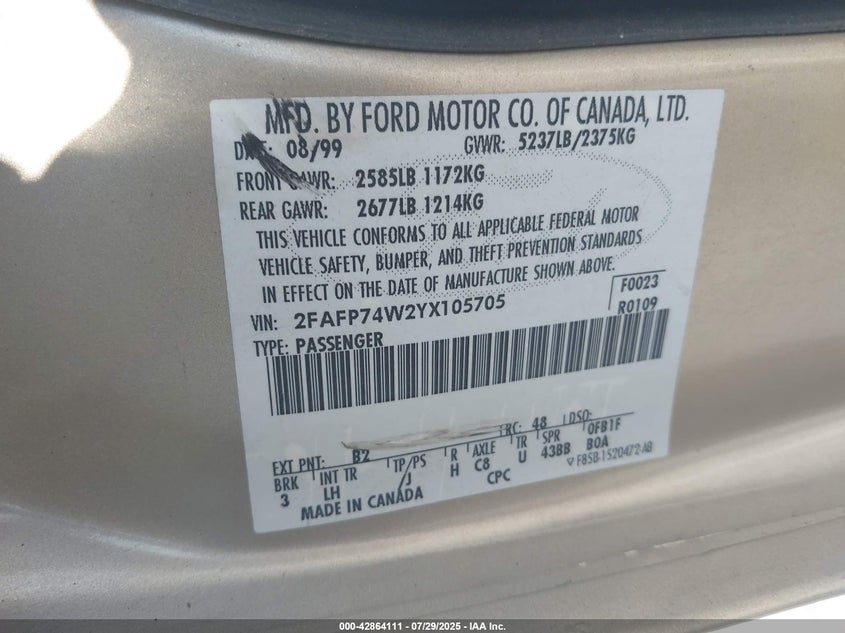 MFD. BY FORD MOTOR CO. OF CANADA, LTD.
DATE: 08/99 GVWR: 5237LB/2375KG
FRONT GAWR: 2585LB 1172KG
REAR GAWR: 2677LB 1214KG
THIS VEHICLE CONFORMS TO ALL APPLICABLE FEDERAL MOTOR
VEHICLE SAFETY, BUMPER, AND THEFT PREVENTION STANDARDS
IN EFFECT ON THE DATE OF MANUFACTURE SHOWN ABOVE.
VIN: 2FAFP74W2YX105705 F0023
TYPE: PASSENGER R0109
EXT PNT: B2 RC: 48 DSO:
BRK INT TR TP/PS R AXLE TR SPR 0FB1F
3 LH /J H C8 U 43BB B0A
CPC ▽ F85B-1520472-AB
MADE IN CANADA
000-42864111 - 07/29/2025 - IAA Inc.